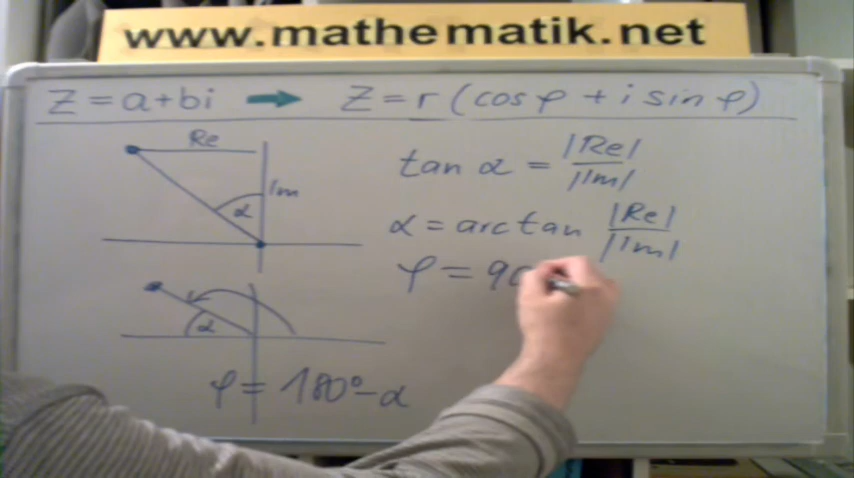 www.mathematik.net
Z = a+bi → Z = r (cos φ + i sin φ)
Re
Im
α
tan α = |Re| / |Im|
α = arctan |Re| / |Im|
φ = 90
α
φ = 180° - α